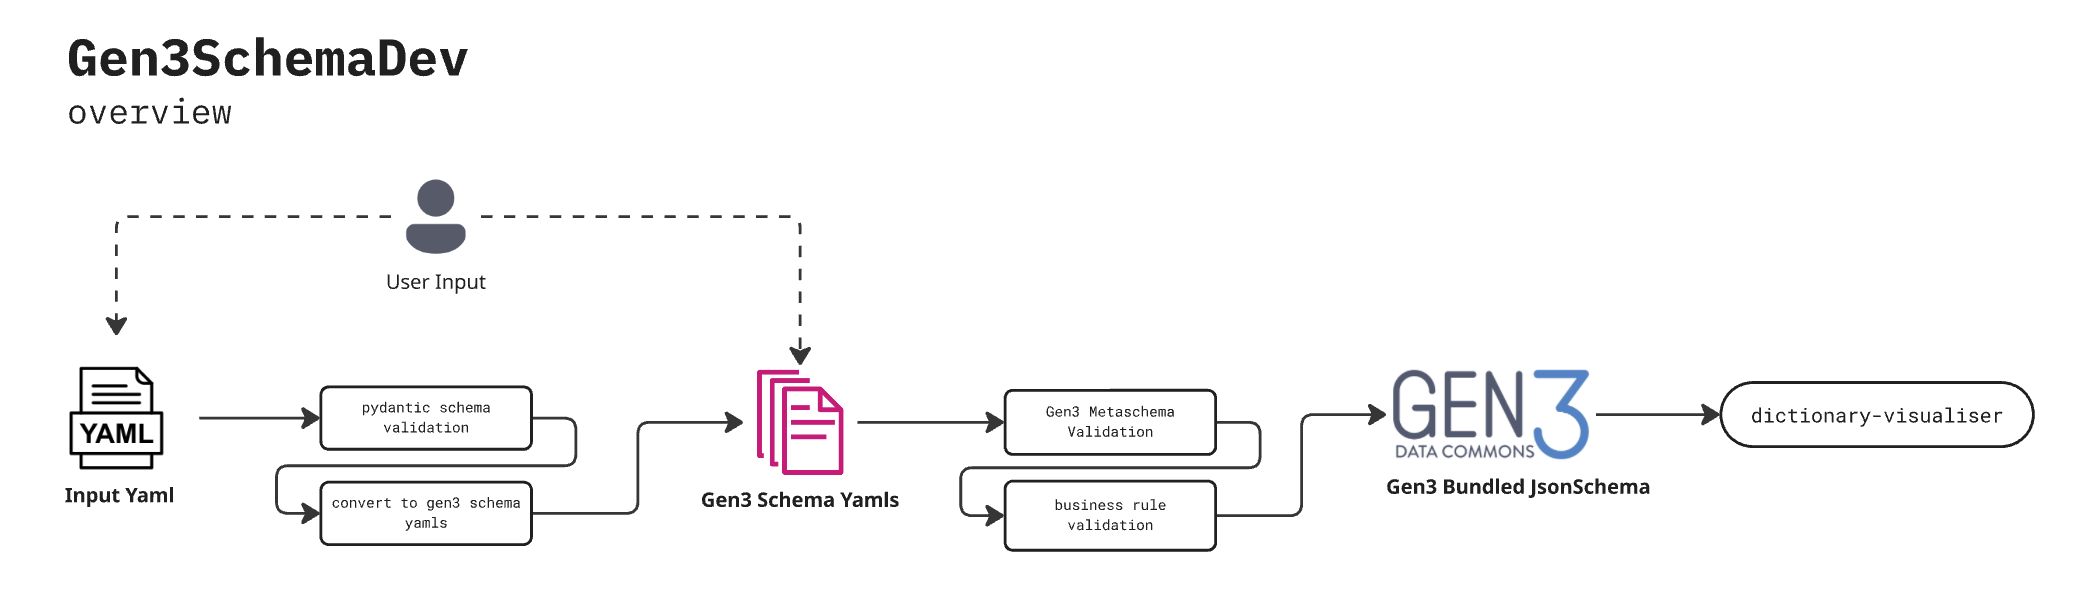 Gen3SchemaDev
overview
User Input
YAML
Input Yaml
pydantic schema
validation
convert to gen3 schema
yamls
Gen3 Schema Yamls
Gen3 Metaschema
Validation
business rule
validation
GEN3
DATA COMMONS
Gen3 Bundled JsonSchema
dictionary-visualiser